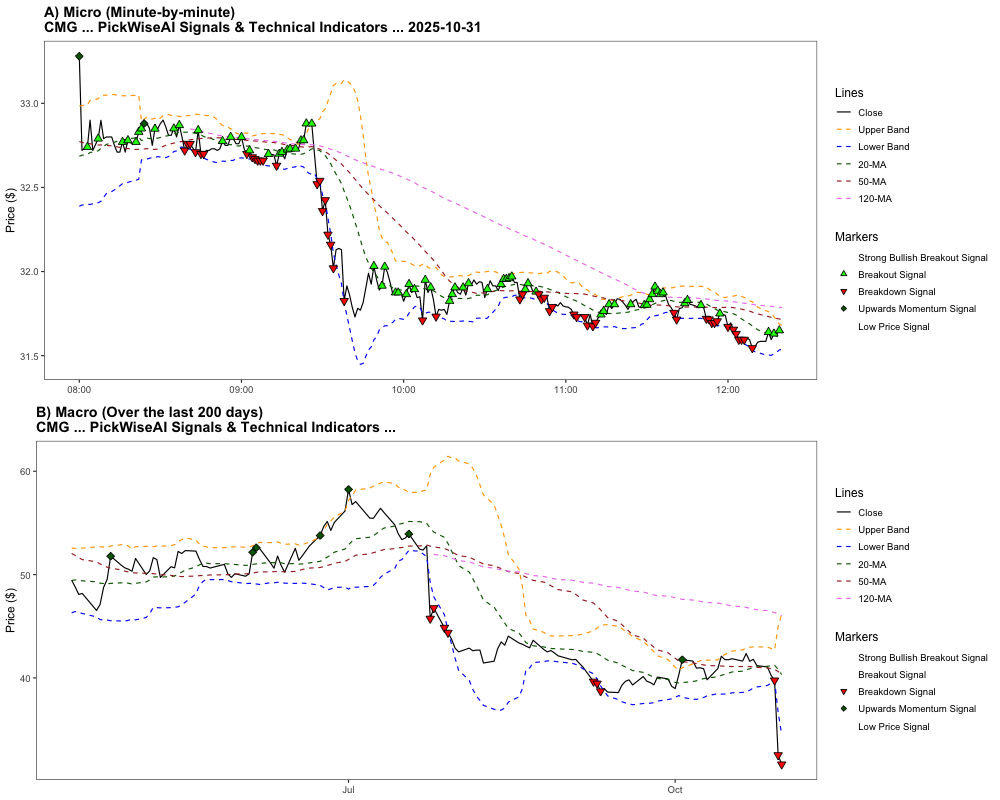 A) Micro (Minute-by-minute)
CMG ... PickWiseAI Signals & Technical Indicators ... 2025-10-31
Price ($)
33.0
32.5
32.0
31.5
08:00
09:00
10:00
11:00
12:00
Lines
Close
Upper Band
Lower Band
20-MA
50-MA
120-MA
Markers
Strong Bullish Breakout Signal
Breakout Signal
Breakdown Signal
Upwards Momentum Signal
Low Price Signal
B) Macro (Over the last 200 days)
CMG ... PickWiseAI Signals & Technical Indicators ...
Price ($)
60
50
40
Jul
Oct
Lines
Close
Upper Band
Lower Band
20-MA
50-MA
120-MA
Markers
Strong Bullish Breakout Signal
Breakout Signal
Breakdown Signal
Upwards Momentum Signal
Low Price Signal